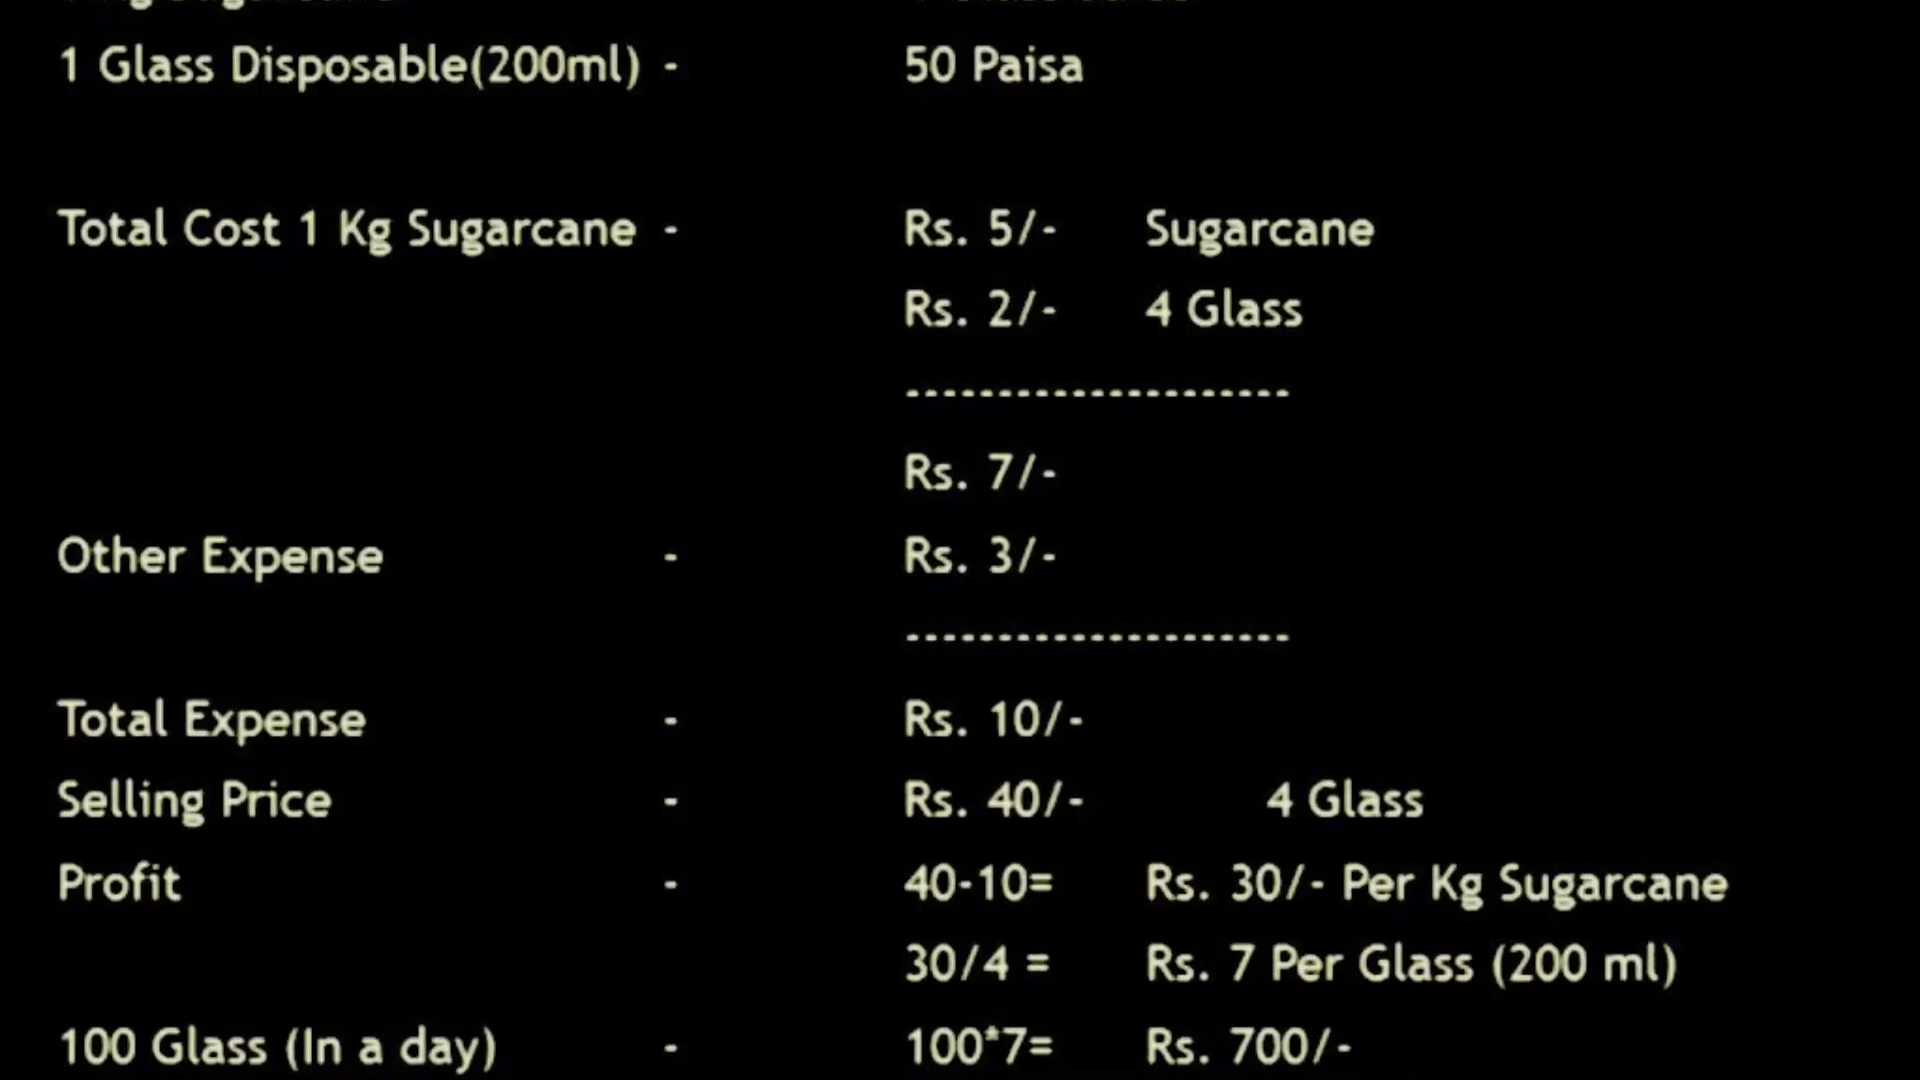 1 Glass Disposable(200ml) - 50 Paisa
Total Cost 1 Kg Sugarcane - Rs. 5/- Sugarcane
Rs. 2/- 4 Glass
---------------------
Rs. 7/-
Other Expense - Rs. 3/-
---------------------
Total Expense - Rs. 10/-
Selling Price - Rs. 40/- 4 Glass
Profit - 40-10= Rs. 30/- Per Kg Sugarcane
30/4 = Rs. 7 Per Glass (200 ml)
100 Glass (In a day) - 100*7= Rs. 700/-